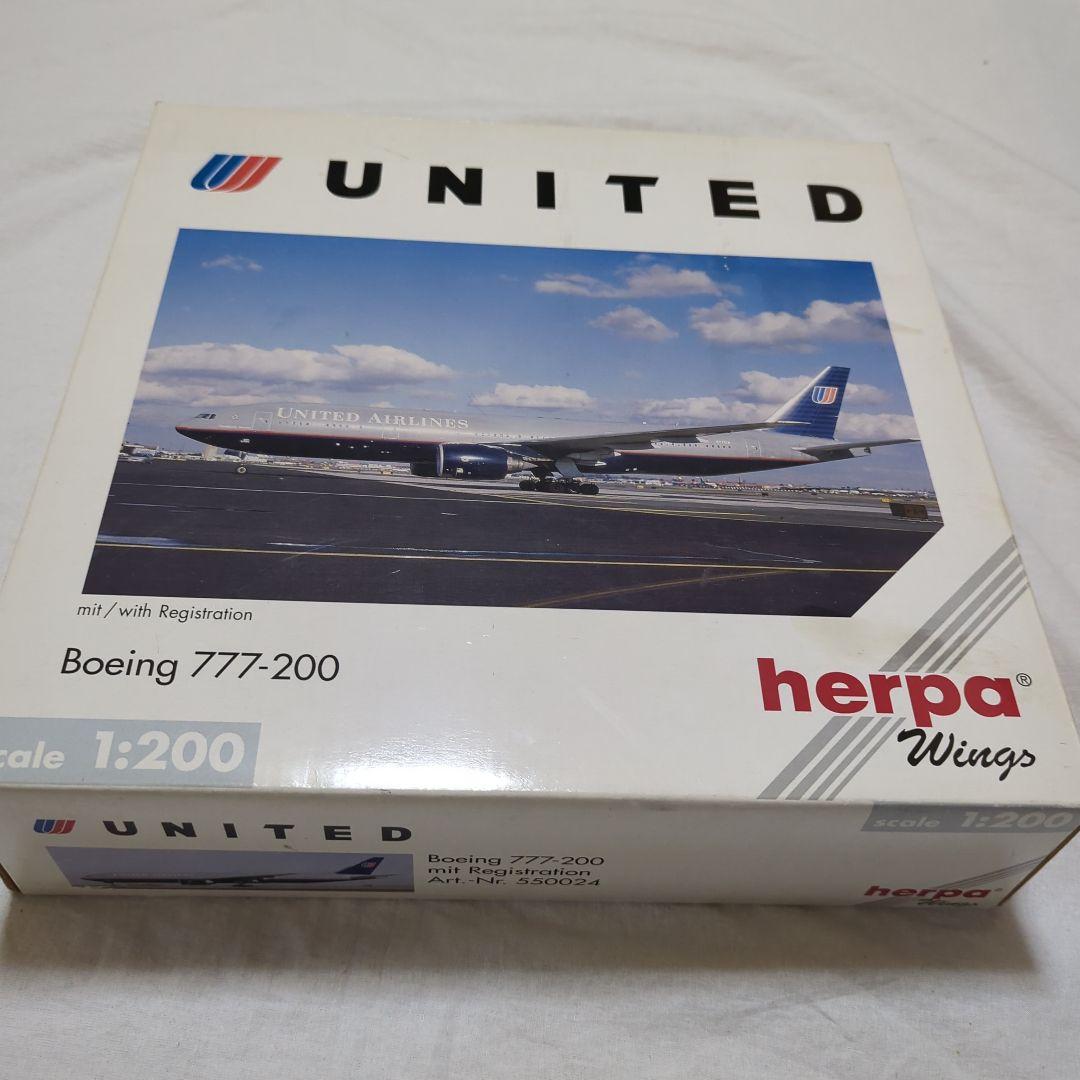 UNITED
UNITED AIRLINES
mit / with Registration
Boeing 777-200
herpa®
Wings
scale 1:200
UNITED
Boeing 777-200
mit Registration
Art.-Nr. 550024
scale 1:200
herpa®
Wings